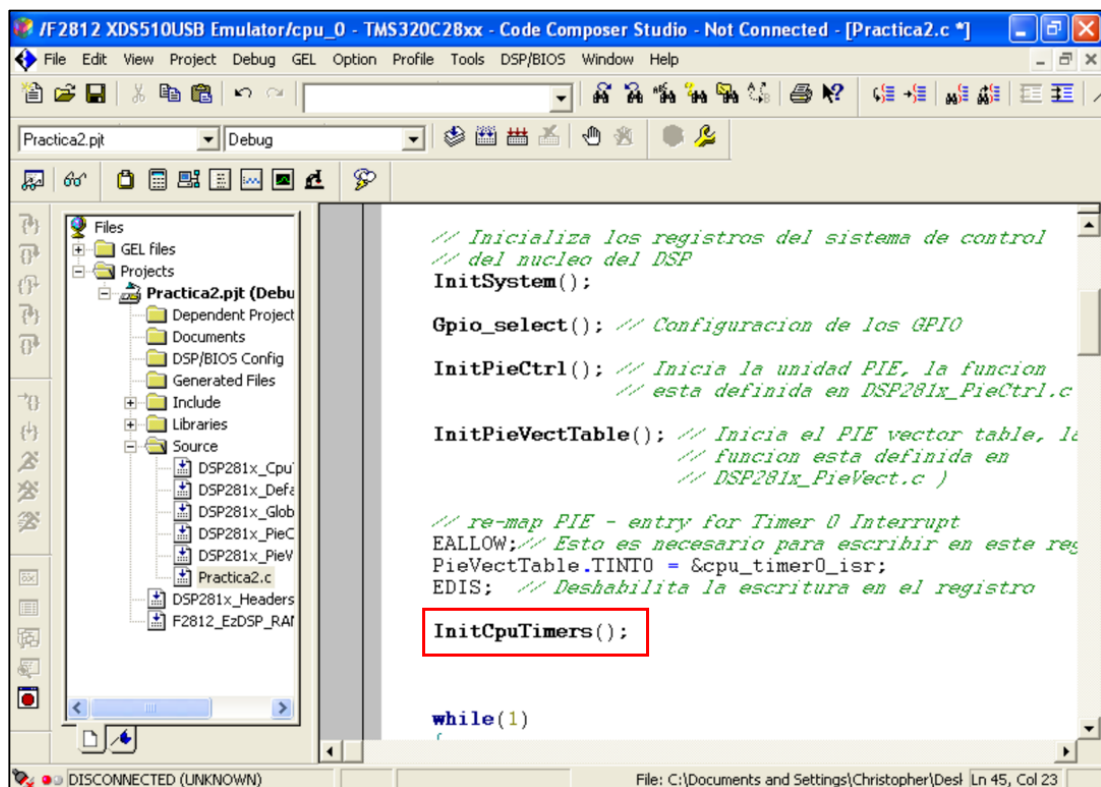 /F2812 XDS510USB Emulator/cpu_0 - TMS320C28xx - Code Composer Studio - Not Connected - [Practica2.c *]
File Edit View Project Debug GEL Option Profile Tools DSP/BIOS Window Help
Practica2.pjt Debug
Files
GEL files
Projects
Practica2.pjt (Debu
Dependent Project
Documents
DSP/BIOS Config
Generated Files
Include
Libraries
Source
DSP281x_Cpu
DSP281x_Defa
DSP281x_Glob
DSP281x_PieC
DSP281x_PieV
Practica2.c
DSP281x_Headers
F2812_EzDSP_RAM
// Inicializa los registros del sistema de control
// del nucleo del DSP
InitSystem();
Gpio_select(); // Configuracion de los GPIO
InitPieCtrl(); // Inicia la unidad PIE, la funcion
// esta definida en DSP281x_PieCtrl.c
InitPieVectTable(); // Inicia el PIE vector table, la
// funcion esta definida en
// DSP281x_PieVect.c )
// re-map PIE - entry for Timer 0 Interrupt
EALLOW;// Esto es necesario para escribir en este reg
PieVectTable.TINT0 = &cpu_timer0_isr;
EDIS; // Deshabilita la escritura en el registro
InitCpuTimers();
while(1)
{
DISCONNECTED (UNKNOWN) File: C:\Documents and Settings\Christopher\Desk Ln 45, Col 23